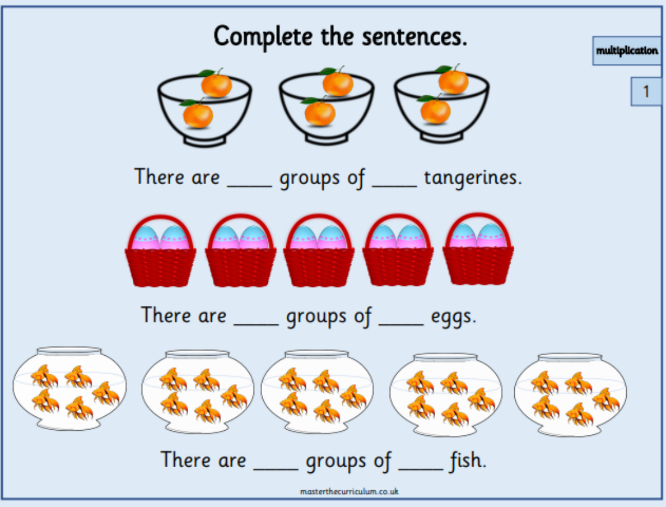 Complete the sentences.
multiplication
1
There are ____ groups of ____ tangerines.
There are ____ groups of ____ eggs.
There are ____ groups of ____ fish.
masterthecurriculum.co.uk